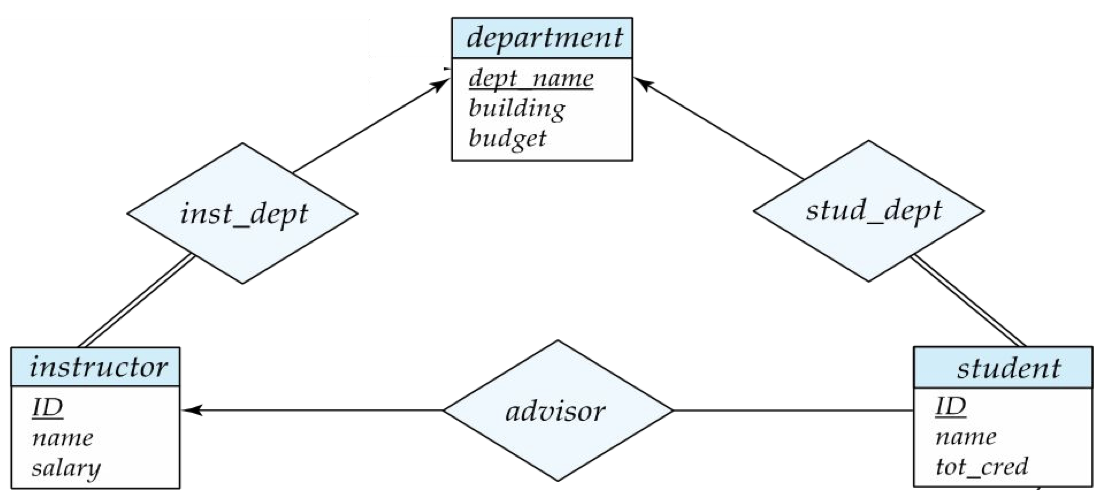 department
dept_name
building
budget
inst_dept
stud_dept
instructor
ID
name
salary
advisor
student
ID
name
tot_cred